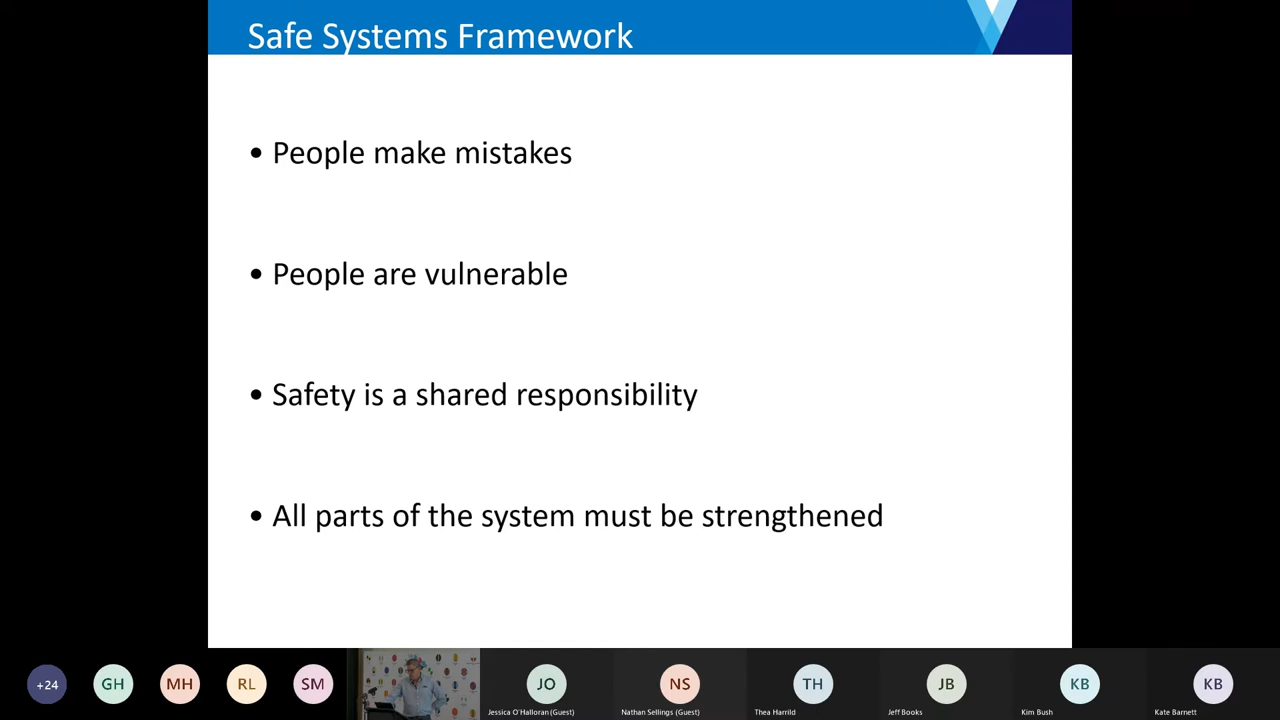 Safe Systems Framework
• People make mistakes
• People are vulnerable
• Safety is a shared responsibility
• All parts of the system must be strengthened
+24
GH
MH
RL
SM
JO
Jessica O'Halloran (Guest)
NS
Nathan Sellings (Guest)
TH
Thea Harrild
JB
Jeff Books
KB
Kim Bush
KB
Kate Barnett